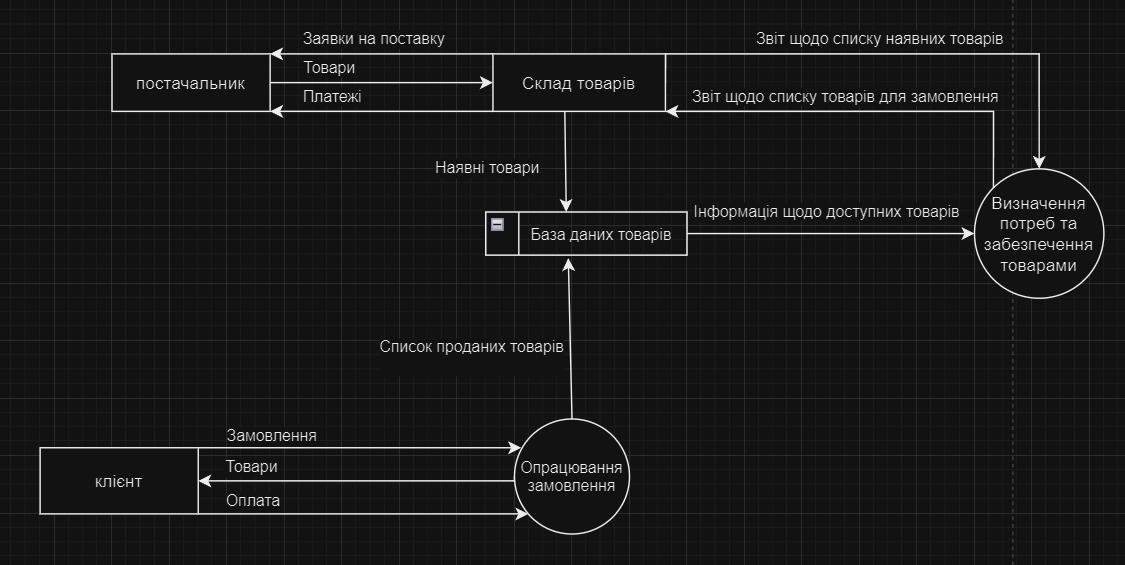 Заявки на поставку
Звіт щодо списку наявних товарів
Товари
постачальник
Склад товарів
Платежі
Звіт щодо списку товарів для замовлення
Наявні товари
Інформація щодо доступних товарів
База даних товарів
Визначення
потреб та
забезпечення
товарами
Список проданих товарів
Замовлення
Товари
клієнт
Опрацювання
замовлення
Оплата